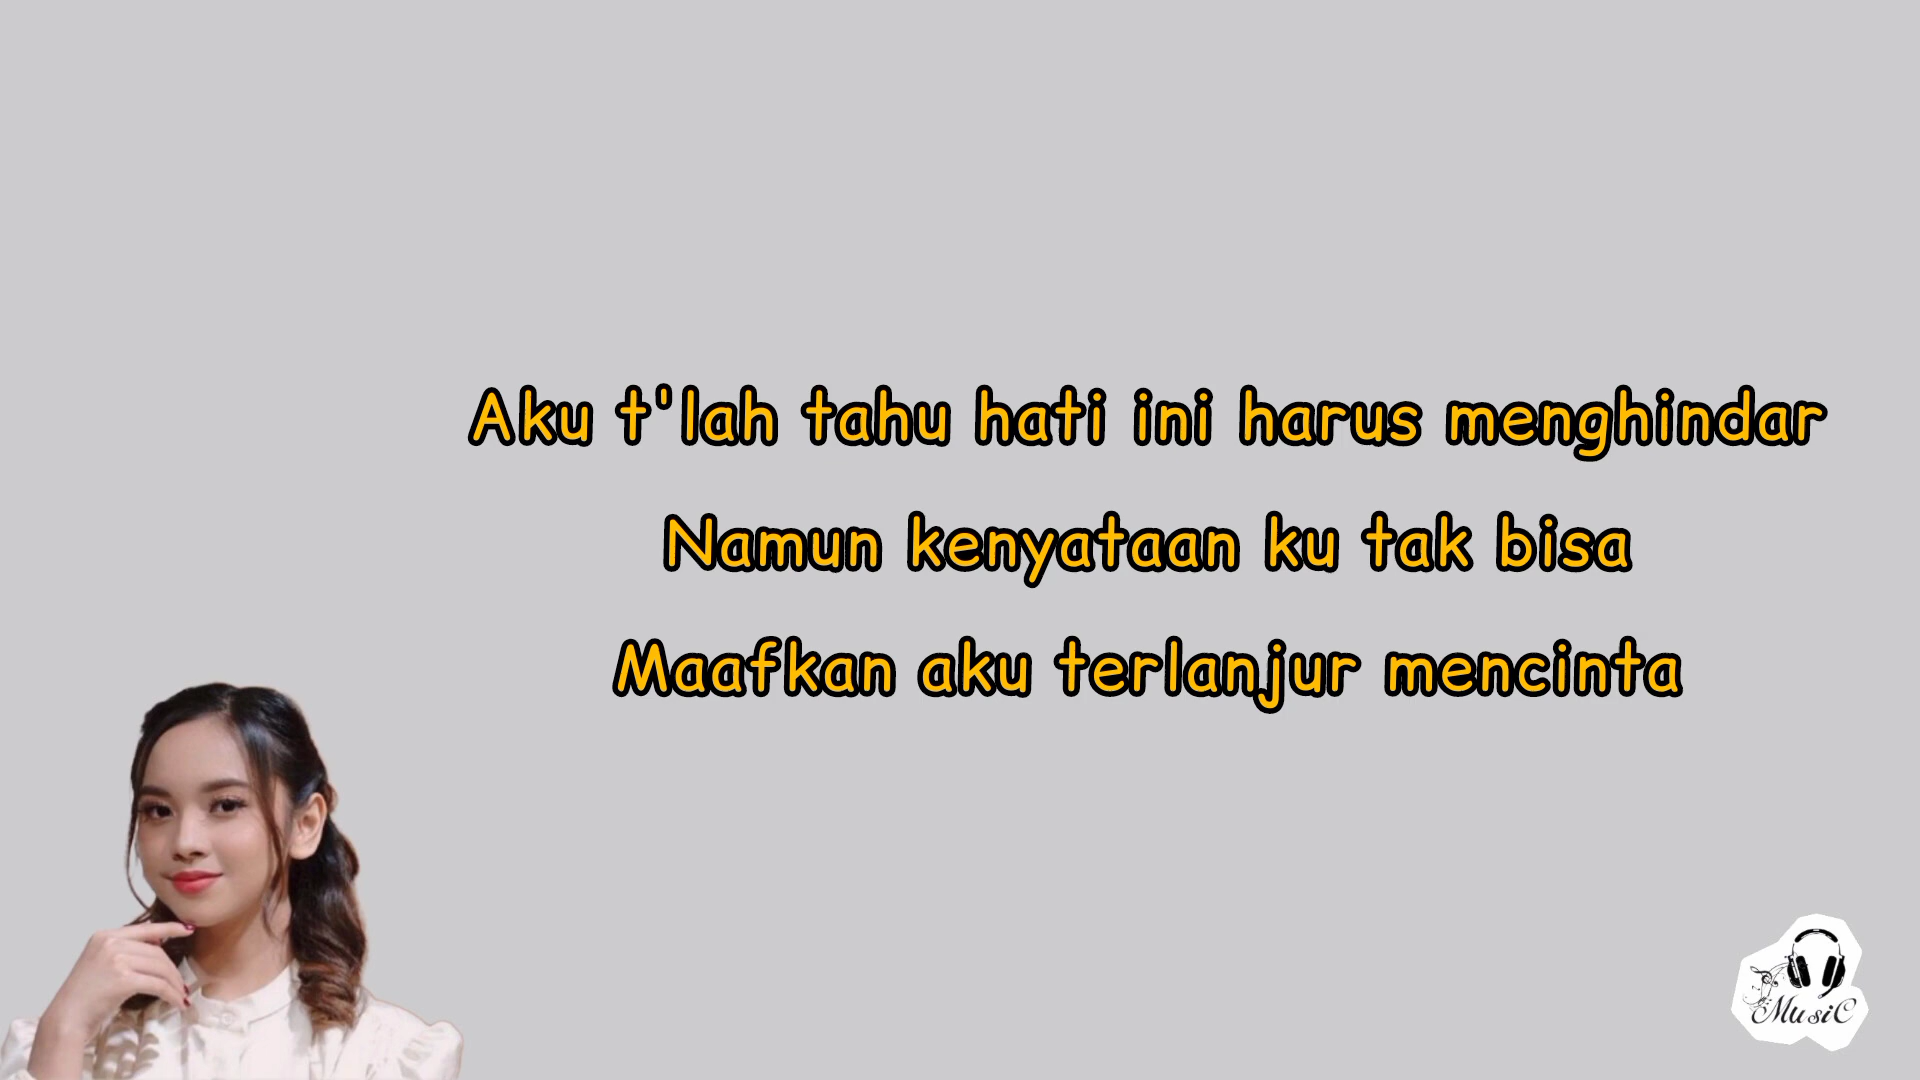 Aku t'lah tahu hati ini harus menghindar
Namun kenyataan ku tak bisa
Maafkan aku terlanjur mencinta
MusiC